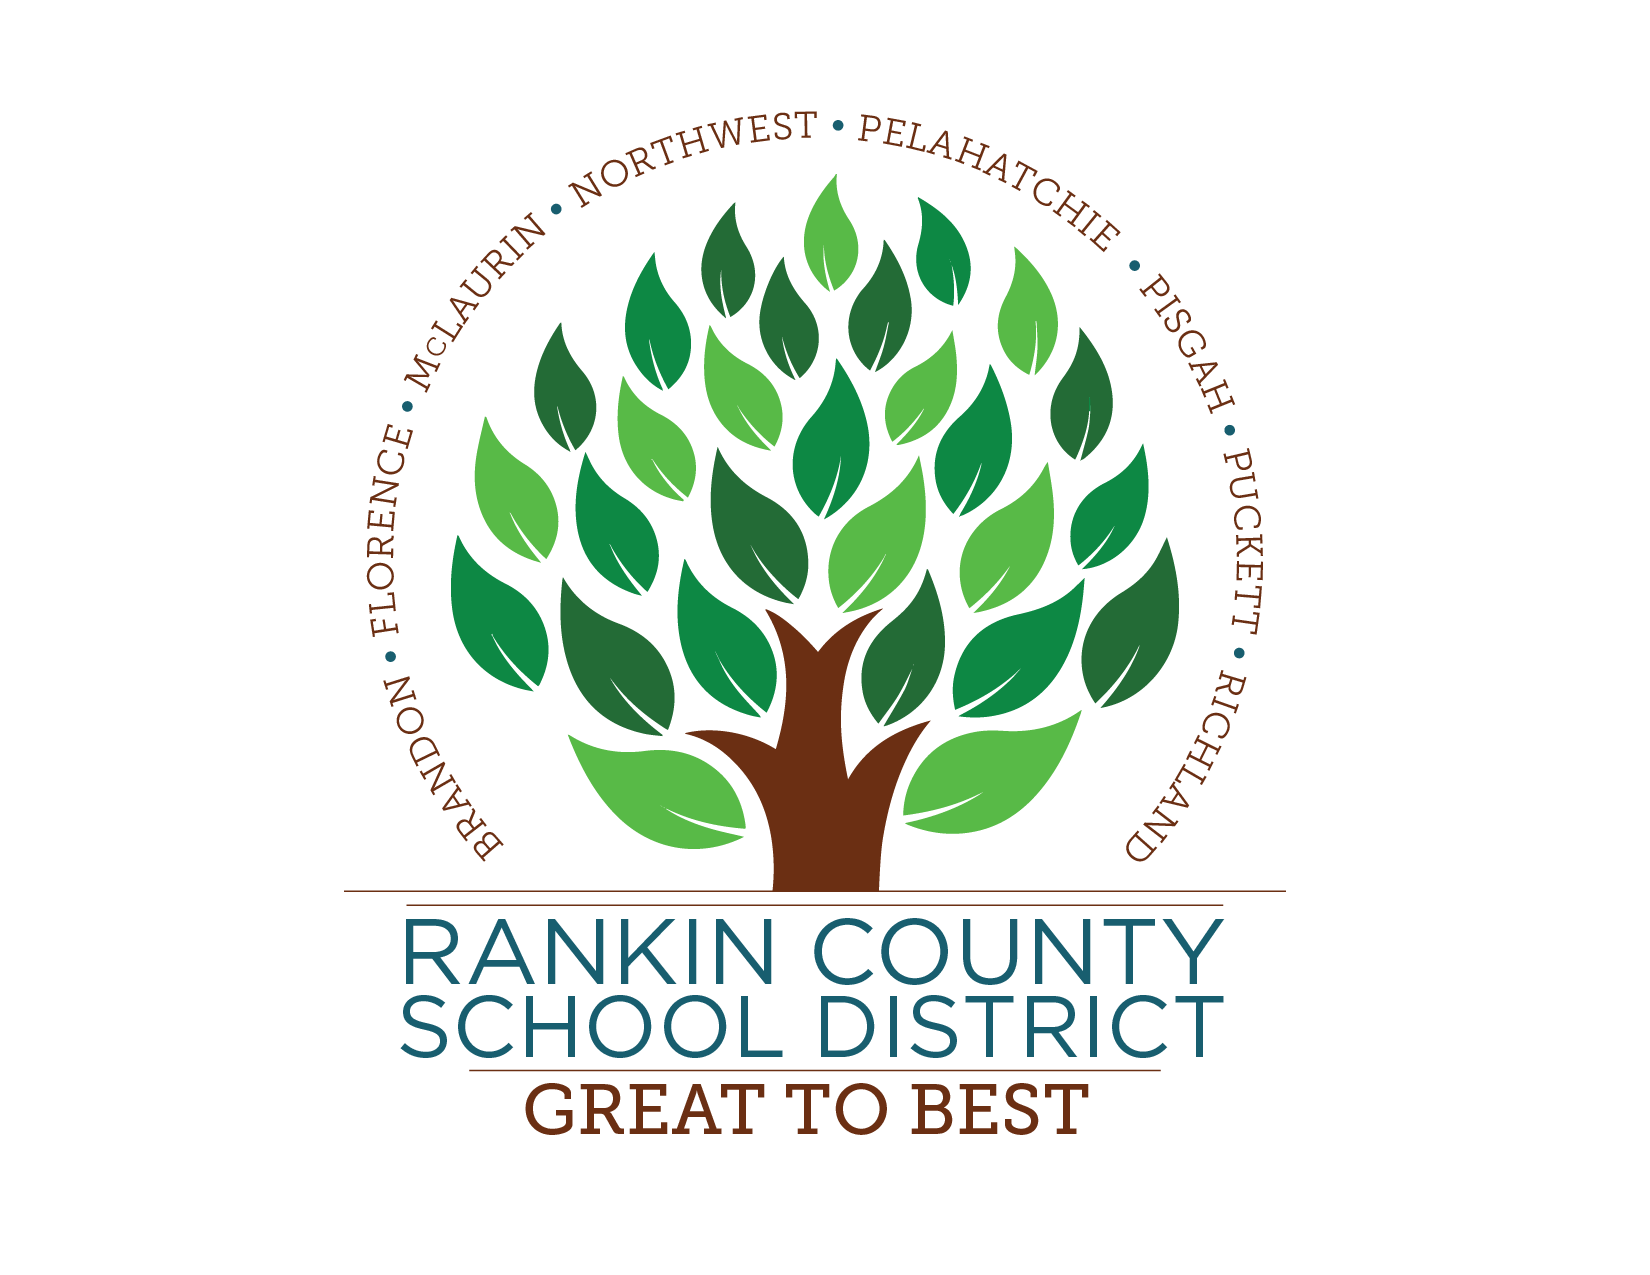 BRANDON • FLORENCE • McLAURIN • NORTHWEST • PELAHATCHIE • PISGAH • PUCKETT • RICHLAND
RANKIN COUNTY
SCHOOL DISTRICT
GREAT TO BEST